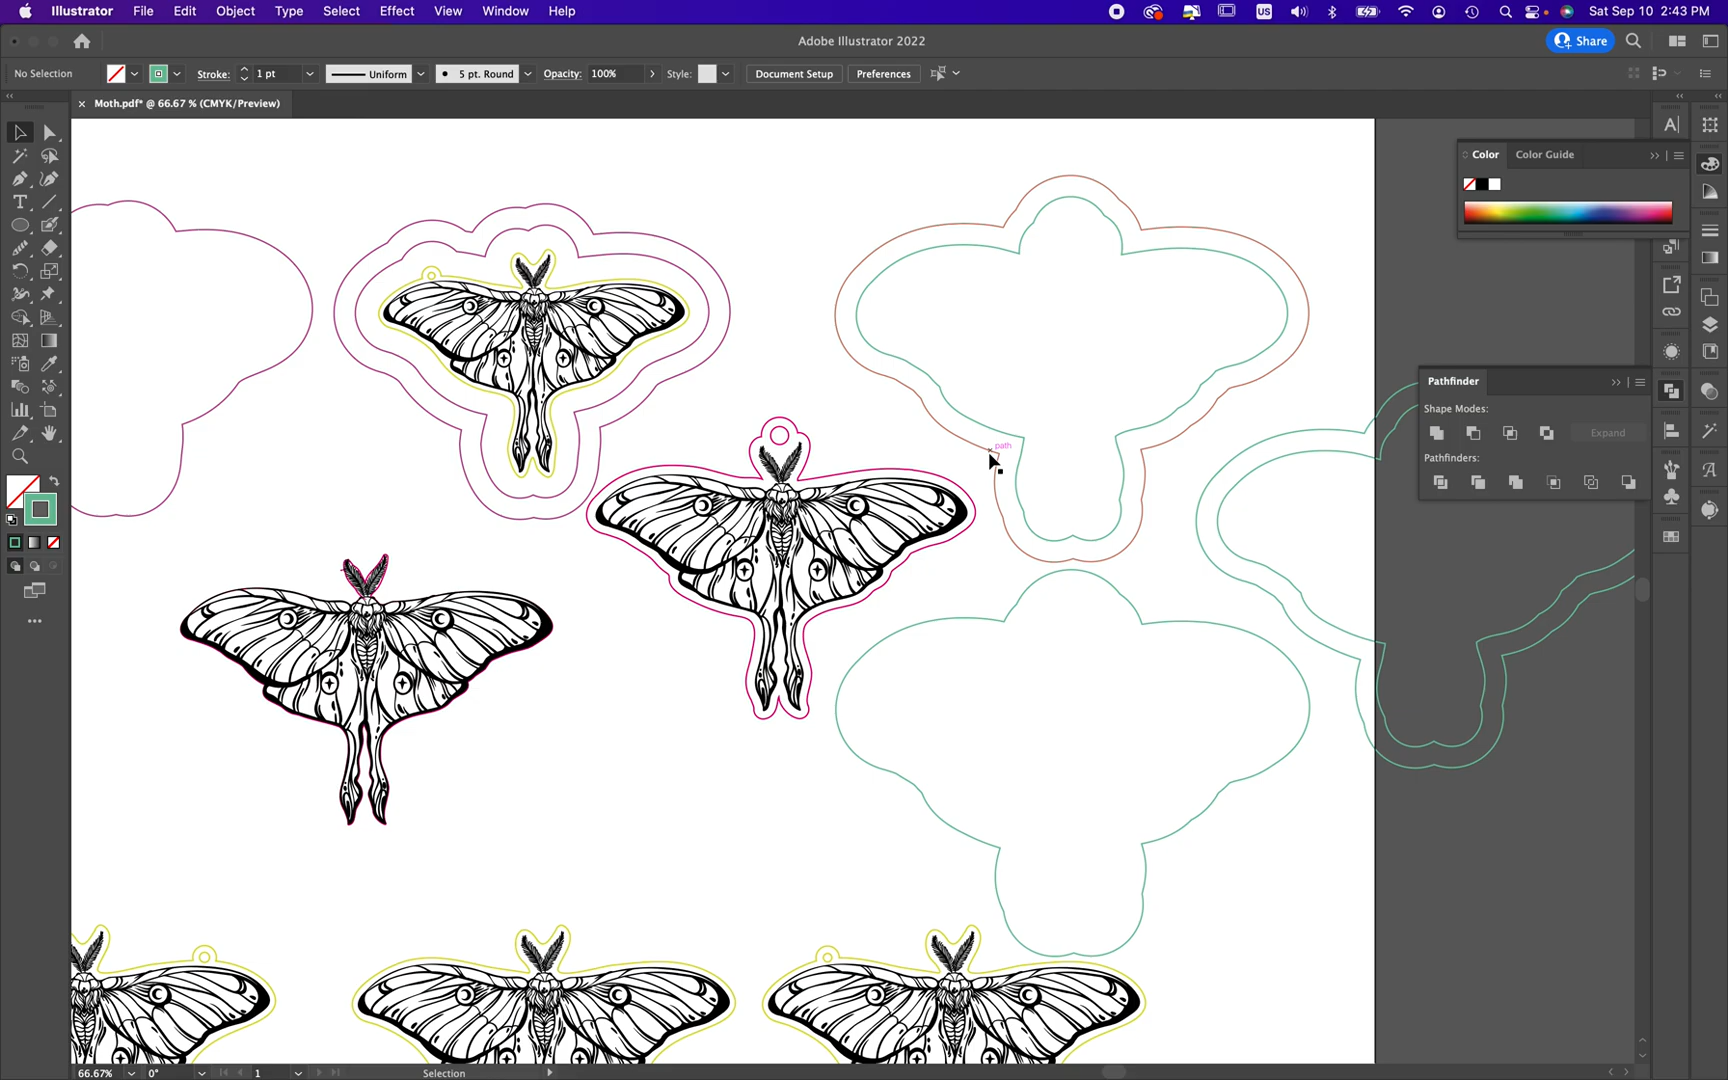 Illustrator File Edit Object Type Select Effect View Window Help US Sat Sep 10 2:43 PM
Adobe Illustrator 2022 Share
No Selection Stroke: 1 pt Uniform 5 pt. Round Opacity: 100% Style: Document Setup Preferences
× Moth.pdf* @ 66.67 % (CMYK/Preview)
Color Color Guide
Pathfinder
Shape Modes:
Expand
Pathfinders:
path
66.67% 0° 1 Selection